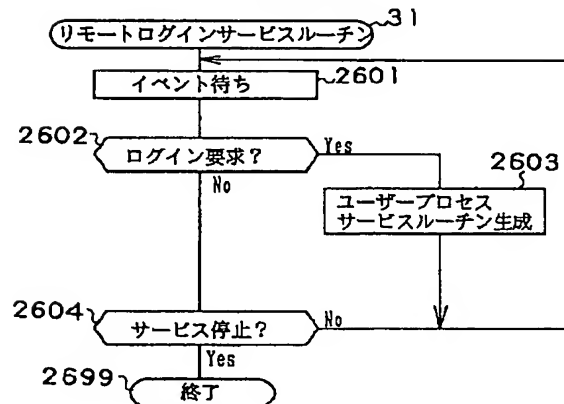 リモートログインサービスルーチン
31
イベント待ち
2601
2602
ログイン要求?
Yes
No
2603
ユーザープロセス
サービスルーチン生成
2604
サービス停止?
No
Yes
2699
終了